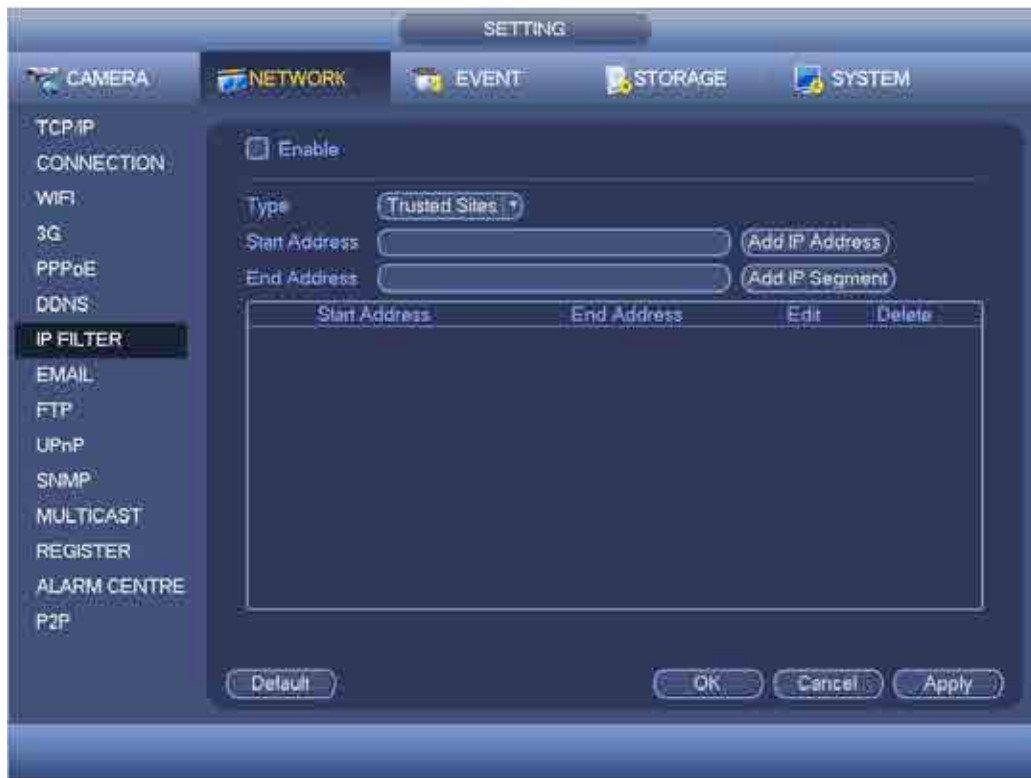 SETTING
CAMERA NETWORK EVENT STORAGE SYSTEM
TCP/IP
CONNECTION
WIFI
3G
PPPoE
DDNS
IP FILTER
EMAIL
FTP
UPnP
SNMP
MULTICAST
REGISTER
ALARM CENTRE
P2P
Enable
Type Trusted Sites
Start Address Add IP Address
End Address Add IP Segment
Start Address End Address Edit Delete
Default OK Cancel Apply